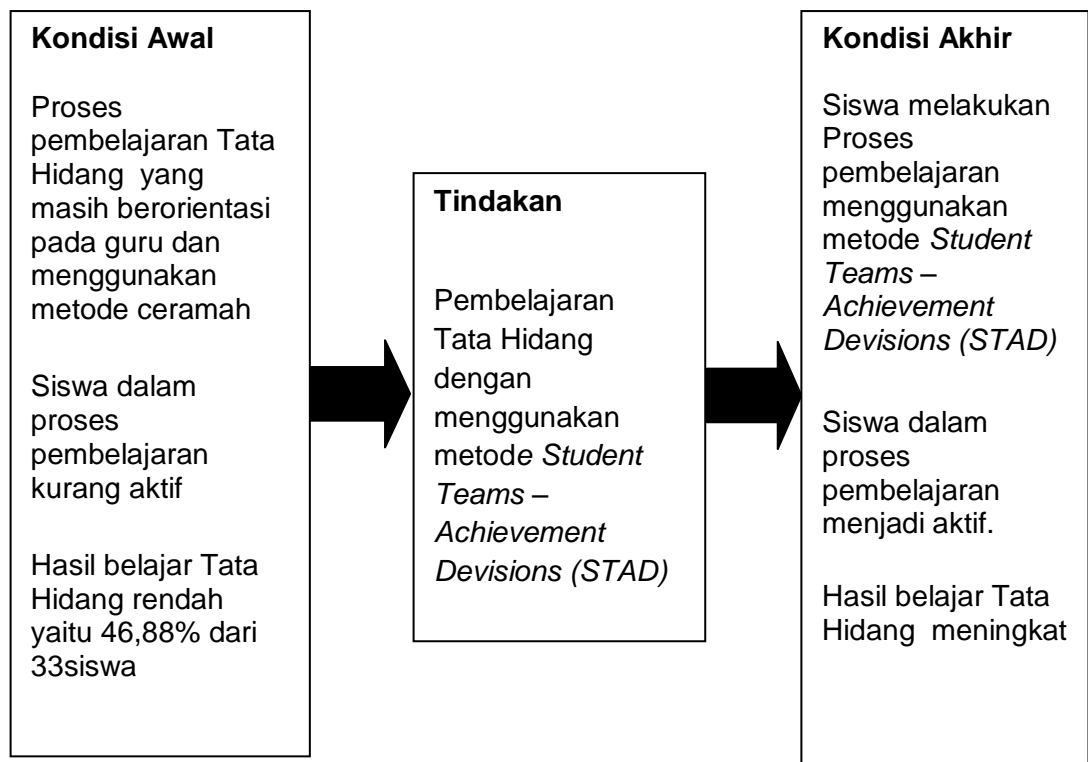 Kondisi Awal
Proses
pembelajaran Tata
Hidang yang
masih berorientasi
pada guru dan
menggunakan
metode ceramah
Siswa dalam
proses
pembelajaran
kurang aktif
Hasil belajar Tata
Hidang rendah
yaitu 46,88% dari
33siswa
Tindakan
Pembelajaran
Tata Hidang
dengan
menggunakan
metode Student
Teams –
Achievement
Devisions (STAD)
Kondisi Akhir
Siswa melakukan
Proses
pembelajaran
menggunakan
metode Student
Teams –
Achievement
Devisions (STAD)
Siswa dalam
proses
pembelajaran
menjadi aktif.
Hasil belajar Tata
Hidang meningkat